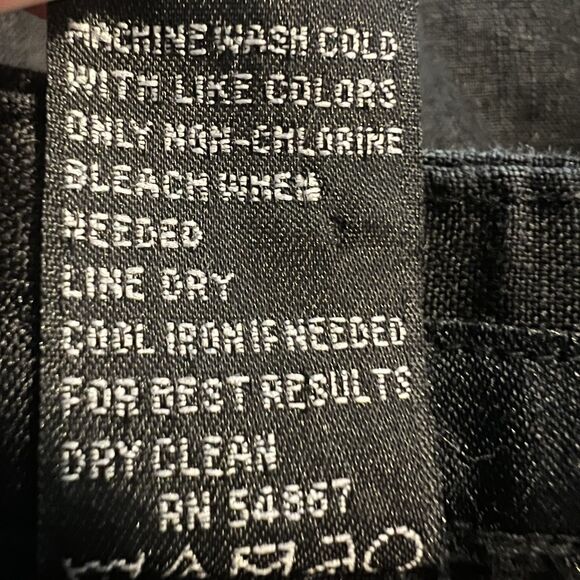 MACHINE WASH COLD
WITH LIKE COLORS
ONLY NON-CHLORINE
BLEACH WHEN
NEEDED
LINE DRY
COOL IRON IF NEEDED
FOR BEST RESULTS
DRY CLEAN
RN 54867